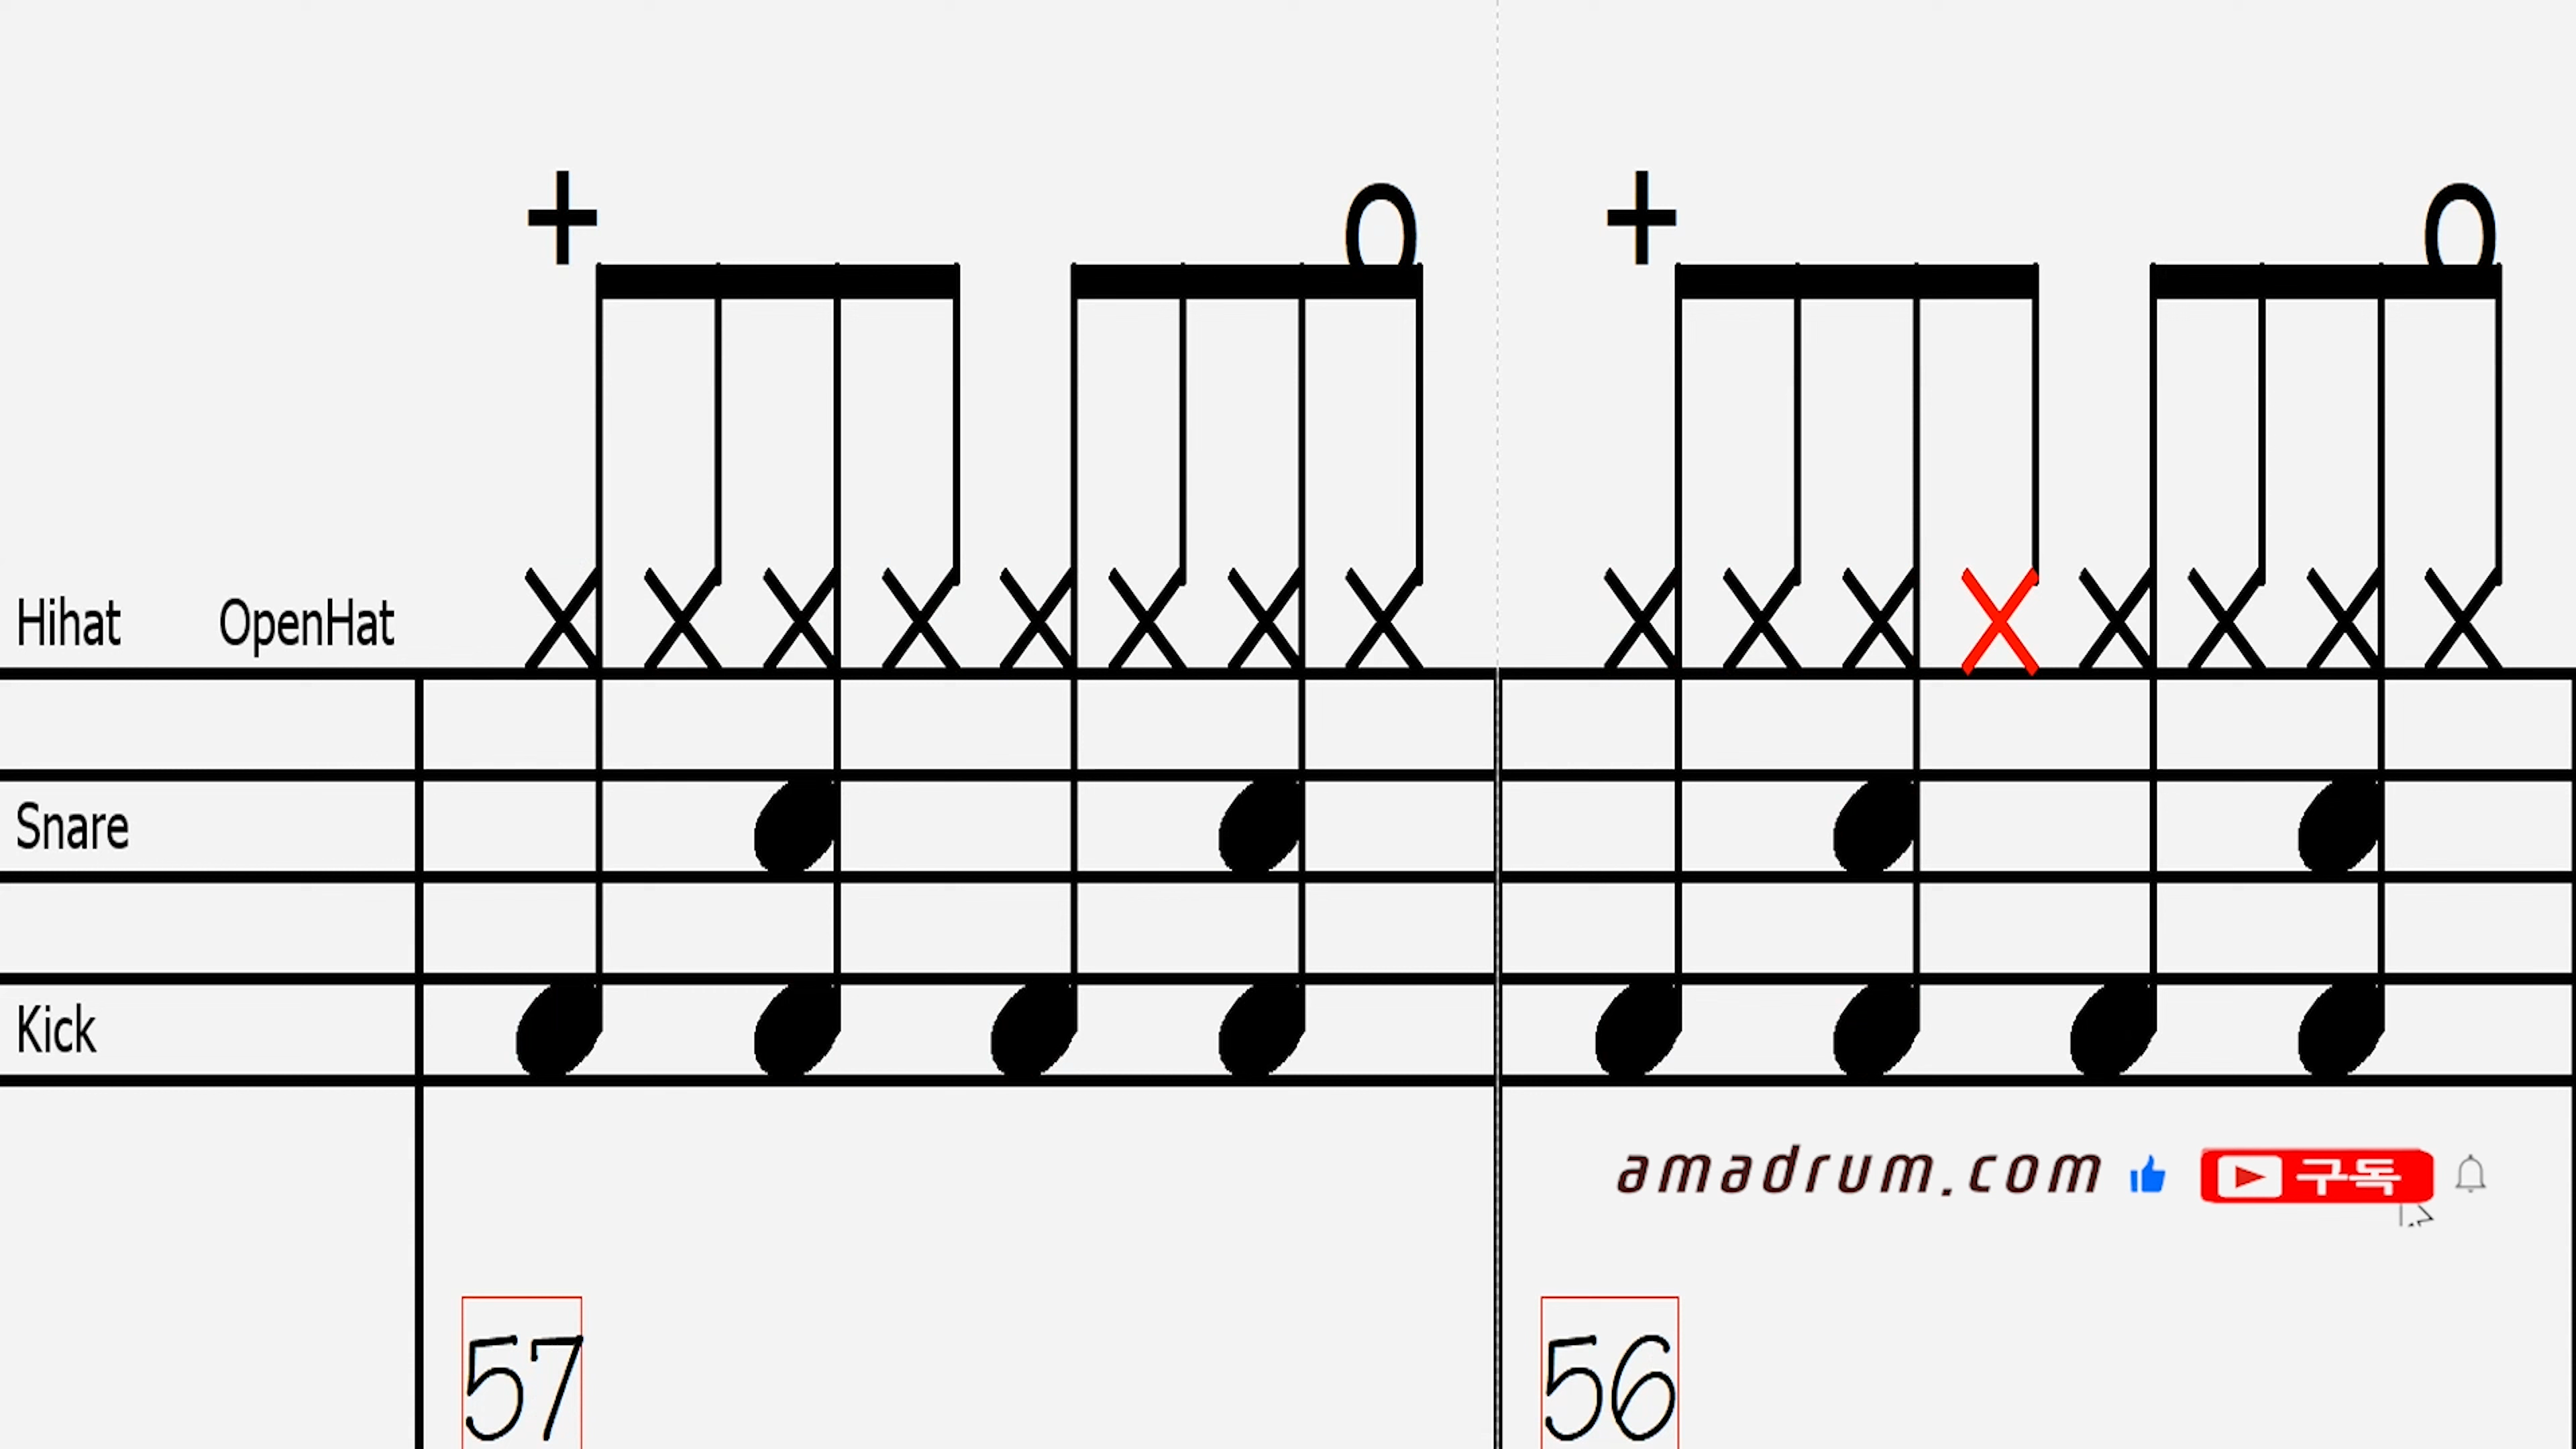 + o + o
Hihat OpenHat
Snare
Kick
amadrum.com 구독
57 56